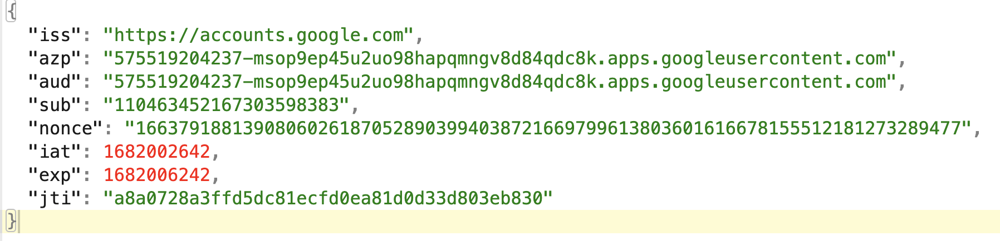 {
"iss": "https://accounts.google.com",
"azp": "575519204237-msop9ep45u2uo98hapqmngv8d84qdc8k.apps.googleusercontent.com",
"aud": "575519204237-msop9ep45u2uo98hapqmngv8d84qdc8k.apps.googleusercontent.com",
"sub": "110463452167303598383",
"nonce": "16637918813908060261870528903994038721669799613803601616678155512181273289477",
"iat": 1682002642,
"exp": 1682006242,
"jti": "a8a0728a3ffd5dc81ecfd0ea81d0d33d803eb830"
}